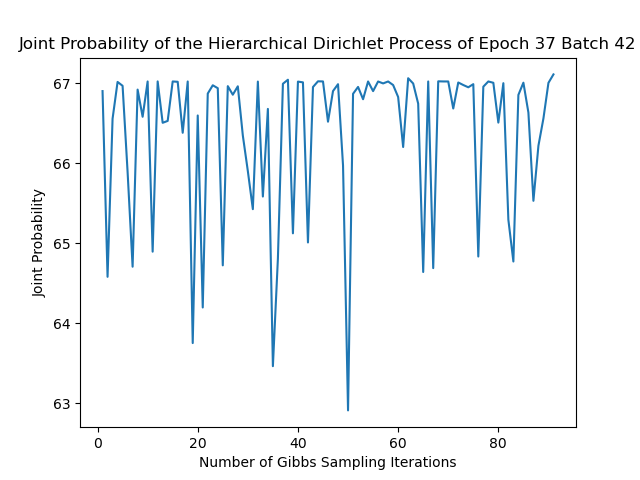 Joint Probability of the Hierarchical Dirichlet Process of Epoch 37 Batch 42
67
66
65
64
63
Joint Probability
0 20 40 60 80
Number of Gibbs Sampling Iterations